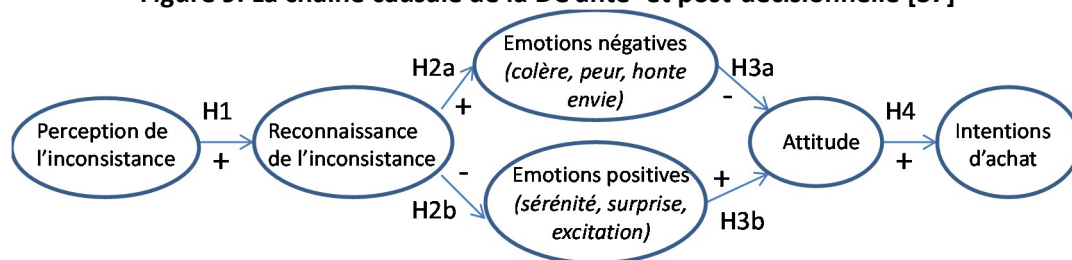 H1
+
H2a
+
-
H2b
H3a
-
+
H3b
H4
+
Perception de
l’inconsistance
Reconnaissance
de l’inconsistance
Emotions négatives
(colère, peur, honte
envie)
Emotions positives
(sérénité, surprise,
excitation)
Attitude
Intentions
d’achat